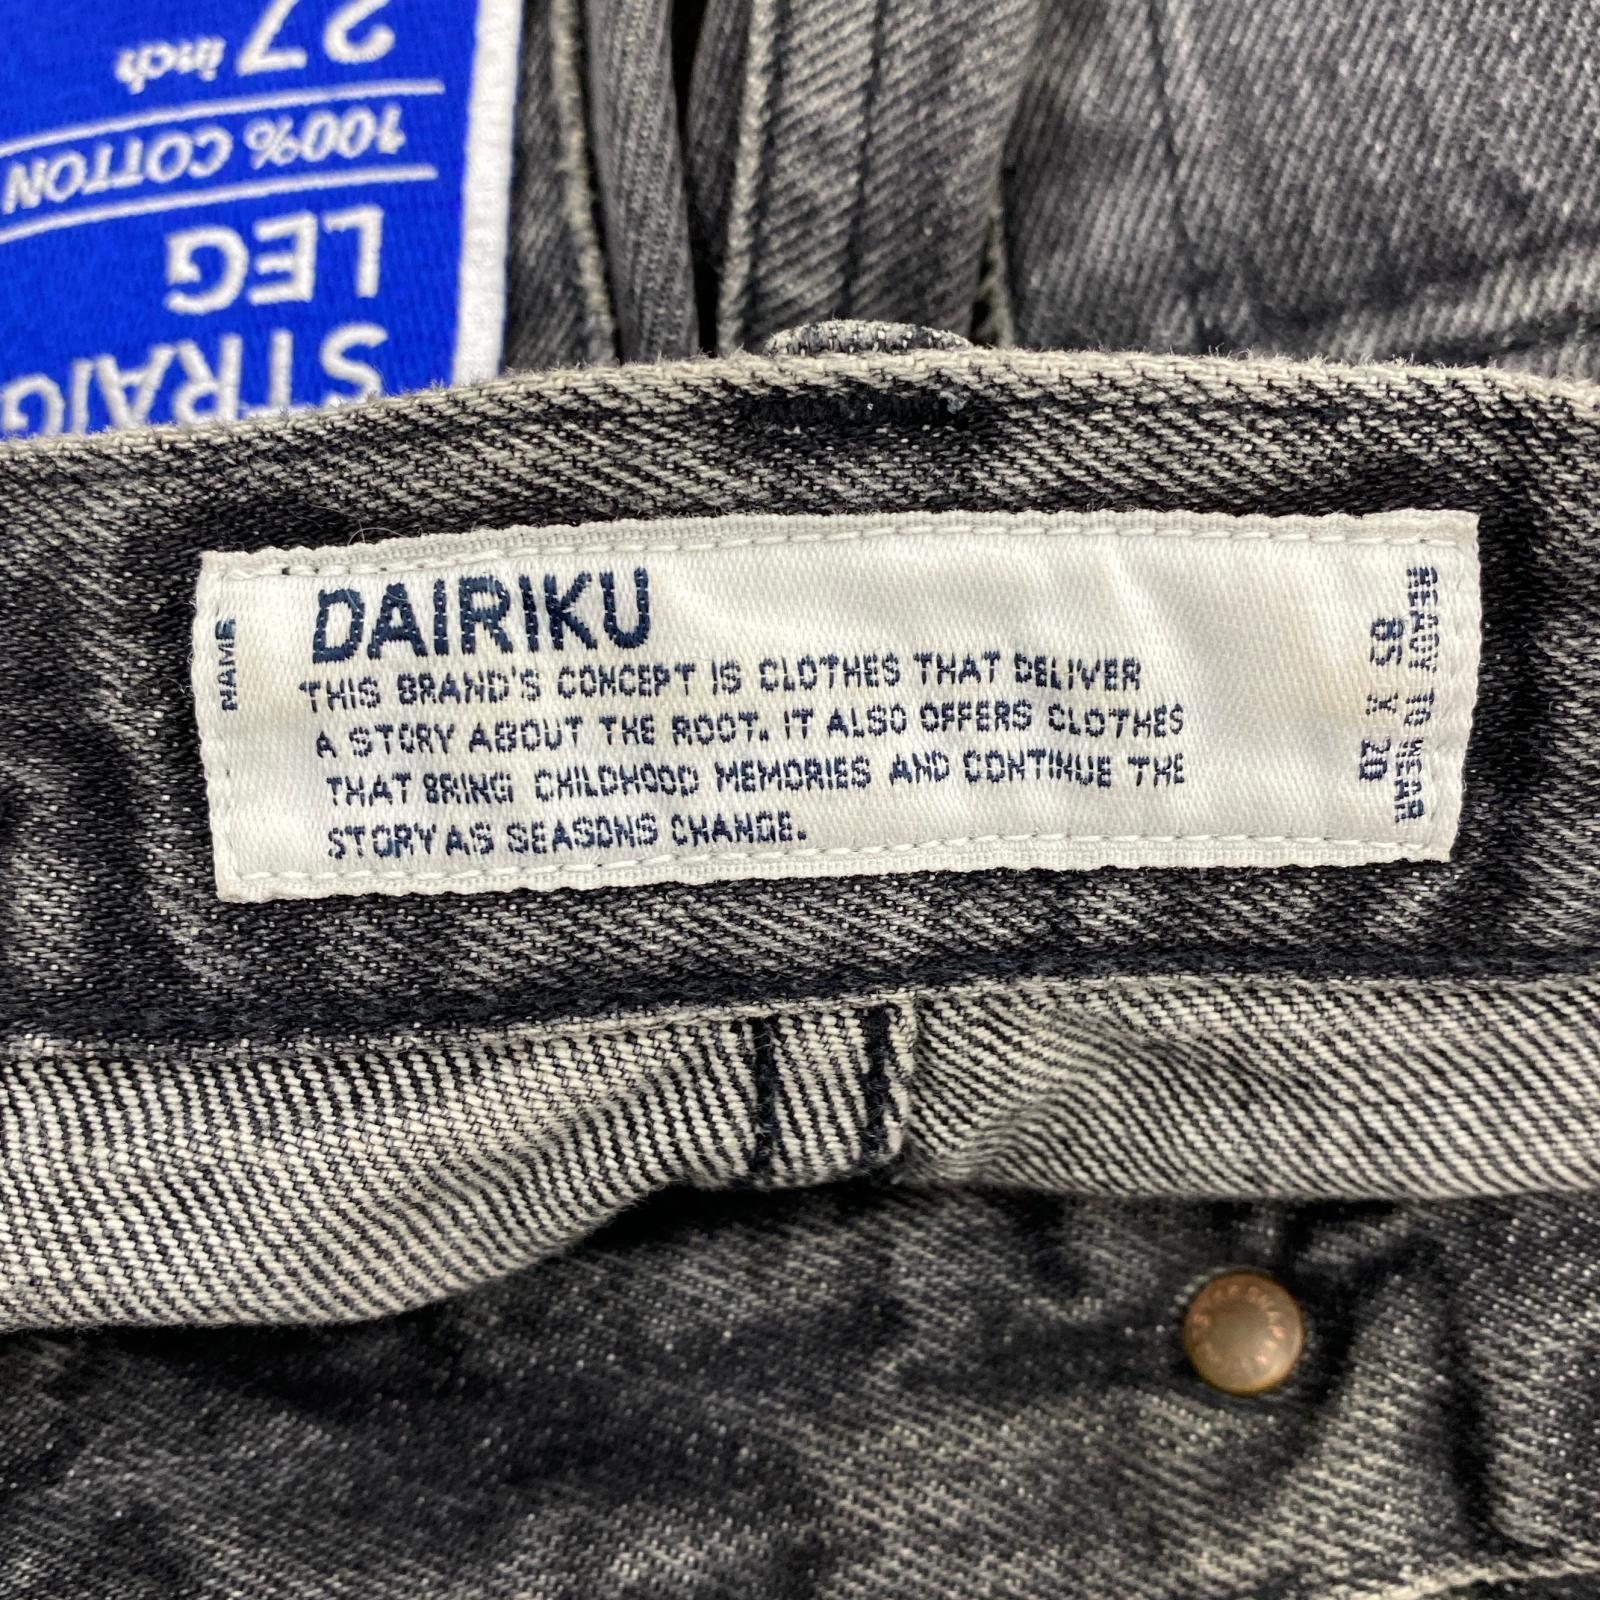 27 inch
100% COTTON
LEG
STRAIG
NAME
DAIRIKU
THIS BRAND'S CONCEPT IS CLOTHES THAT DELIVER
A STORY ABOUT THE ROOT. IT ALSO OFFERS CLOTHES
THAT BRING CHILDHOOD MEMORIES AND CONTINUE THE
STORY AS SEASONS CHANGE.
READY TO WEAR
85 X 20